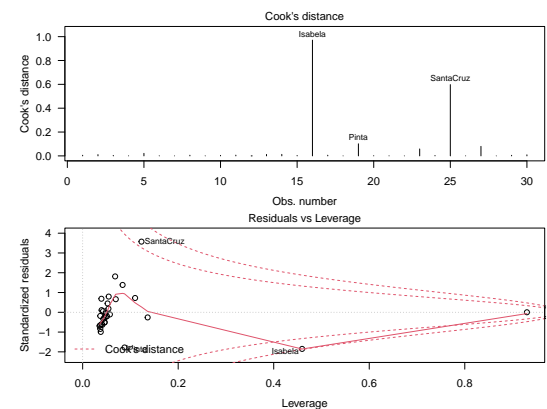 Cook's distance
Cook's distance
1.0
0.8
0.6
0.4
0.2
0.0
Isabela
SantaCruz
Pinta
0 5 10 15 20 25 30
Obs. number
Residuals vs Leverage
Standardized residuals
4
3
2
1
0
−1
−2
SantaCruz
Isabela
Cook's distance
0.0 0.2 0.4 0.6 0.8
Leverage